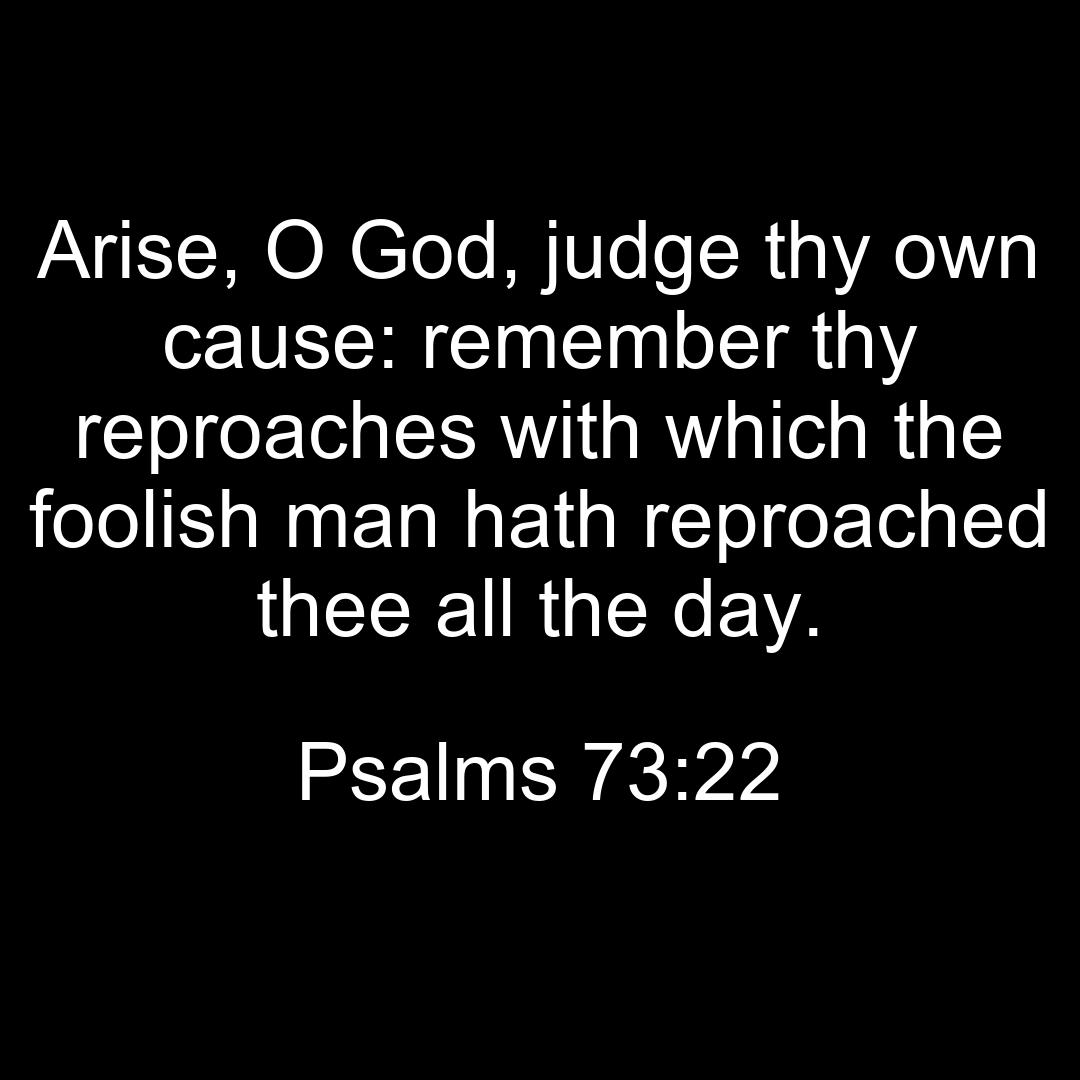 Arise, O God, judge thy own
cause: remember thy
reproaches with which the
foolish man hath reproached
thee all the day.
Psalms 73:22